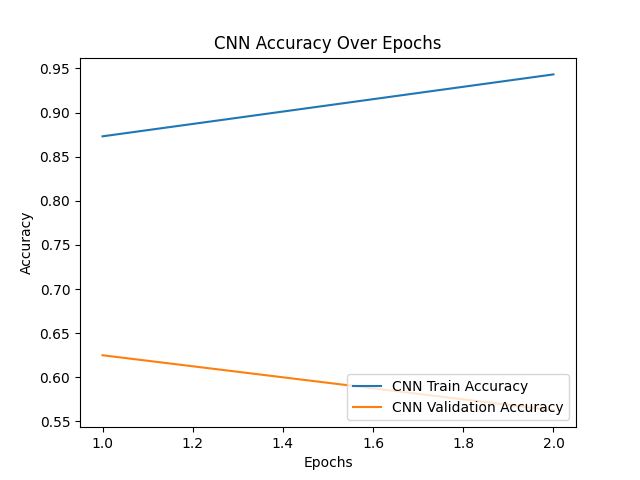 CNN Accuracy Over Epochs
0.95
0.90
0.85
0.80
0.75
0.70
0.65
0.60
0.55
Accuracy
CNN Train Accuracy
CNN Validation Accuracy
1.0 1.2 1.4 1.6 1.8 2.0
Epochs